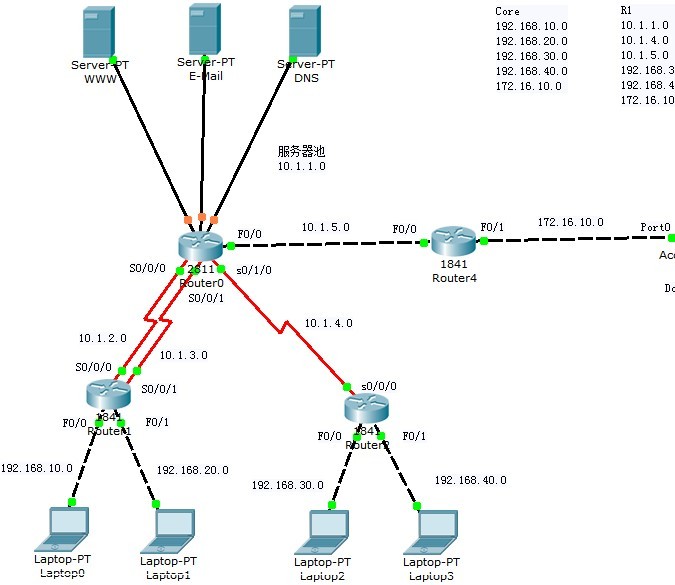 Core
192.168.10.0
192.168.20.0
192.168.30.0
192.168.40.0
172.16.10.0
R1
10.1.1.0
10.1.4.0
10.1.5.0
192.168.3
192.168.4
172.16.10
Server-PT
WWW
Server-PT
E-Mail
Server-PT
DNS
服务器池
10.1.1.0
F0/0
10.1.5.0
F0/0
F0/1
172.16.10.0
Port0
Acc
Do
2811
Router0
1841
Router4
S0/0/0
s0/1/0
S0/0/1
10.1.2.0
10.1.3.0
10.1.4.0
S0/0/0
S0/0/1
s0/0/0
1841
Router1
F0/0
F0/1
1841
Router2
F0/0
F0/1
192.168.10.0
192.168.20.0
192.168.30.0
192.168.40.0
Laptop-PT
Laptop0
Laptop-PT
Laptop1
Laptop-PT
Laptop2
Laptop-PT
Laptop3